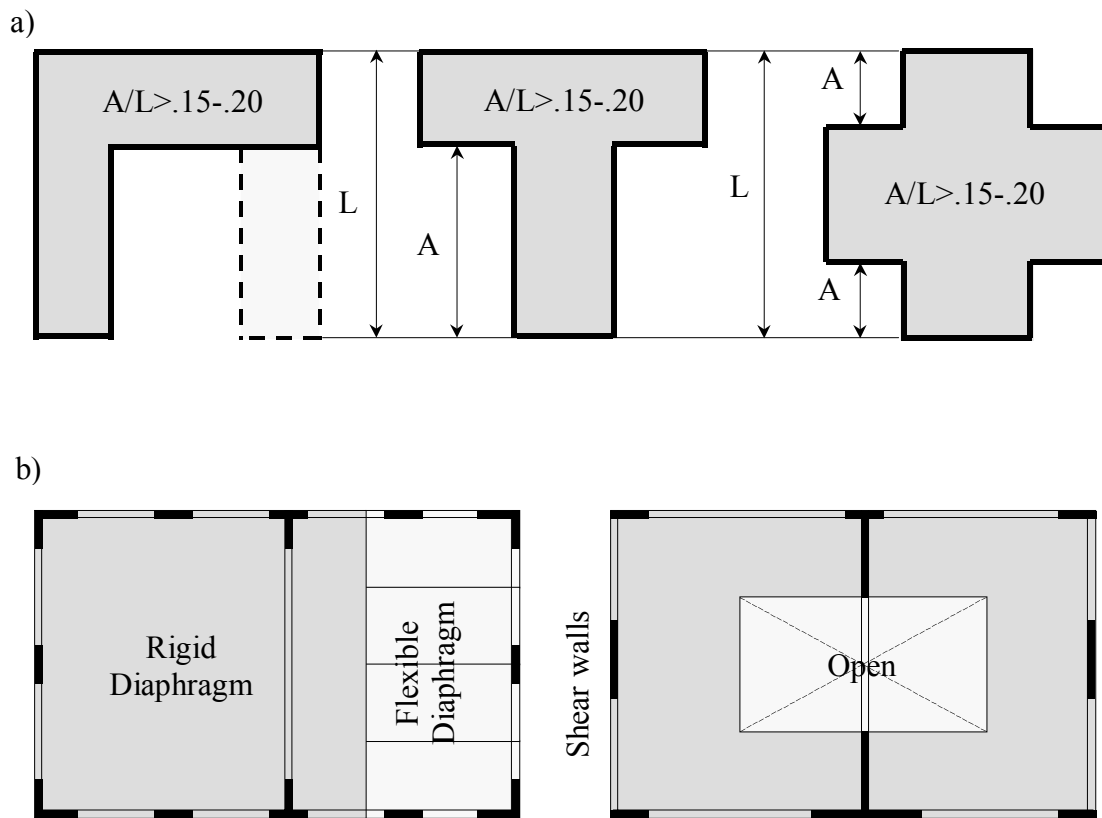 a)
A/L>.15-.20
A/L>.15-.20
A
L
L
A
A/L>.15-.20
A
b)
Rigid
Diaphragm
Flexible
Diaphragm
Shear walls
Open